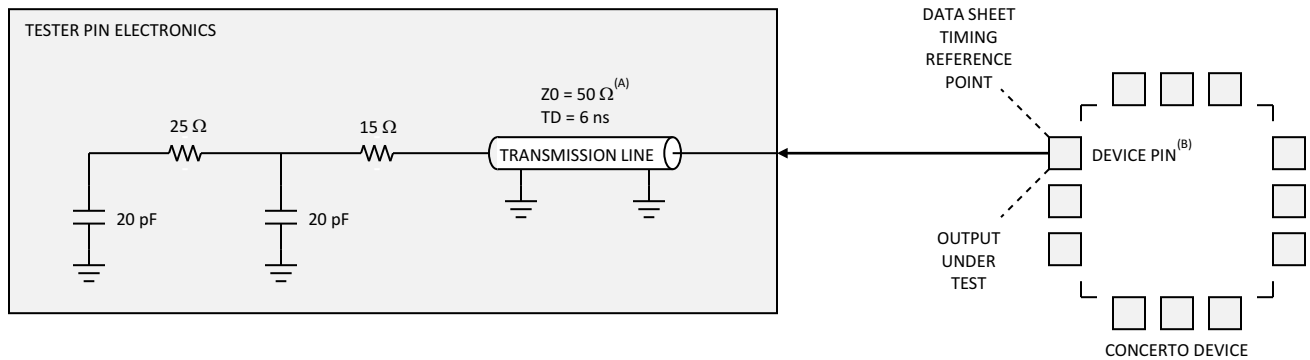 TESTER PIN ELECTRONICS
25 Ω
15 Ω
Z0 = 50 Ω(A)
TD = 6 ns
TRANSMISSION LINE
20 pF
20 pF
DATA SHEET
TIMING
REFERENCE
POINT
DEVICE PIN(B)
OUTPUT
UNDER
TEST
CONCERTO DEVICE